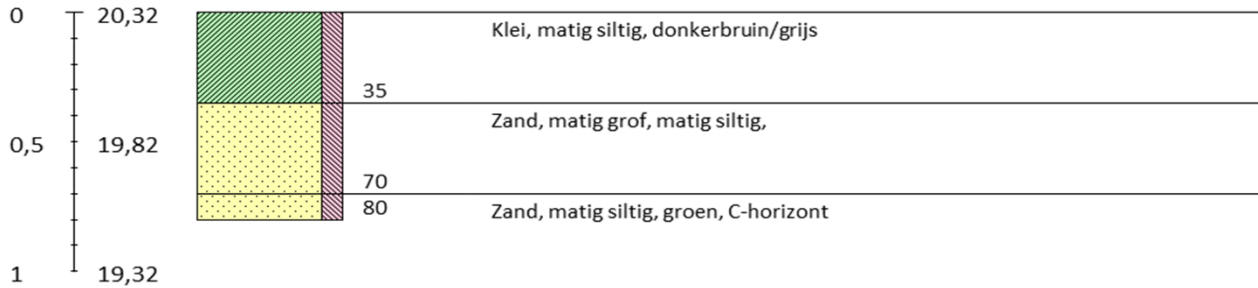 0 20,32
Klei, matig siltig, donkerbruin/grijs
35
Zand, matig grof, matig siltig,
0,5 19,82
70
80
Zand, matig siltig, groen, C-horizont
1 19,32